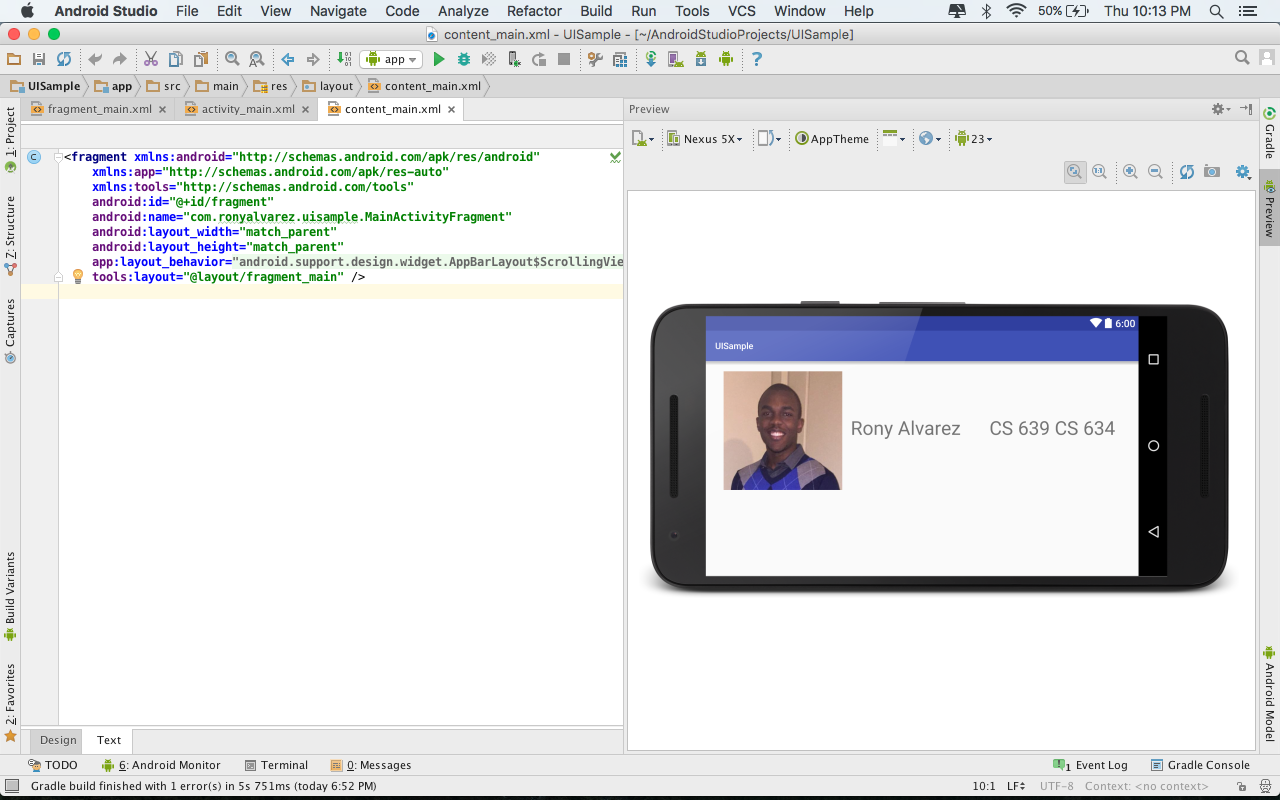 Android Studio File Edit View Navigate Code Analyze Refactor Build Run Tools VCS Window Help 50% Thu 10:13 PM
content_main.xml - UISample - [~/AndroidStudioProjects/UISample]
app
UISample app src main res layout content_main.xml
fragment_main.xml activity_main.xml content_main.xml
Preview
Nexus 5X AppTheme 23
1:1
1: Project
Z: Structure
Captures
Build Variants
2: Favorites
C
<fragment xmlns:android="http://schemas.android.com/apk/res/android"
xmlns:app="http://schemas.android.com/apk/res-auto"
xmlns:tools="http://schemas.android.com/tools"
android:id="@+id/fragment"
android:name="com.ronyalvarez.uisample.MainActivityFragment"
android:layout_width="match_parent"
android:layout_height="match_parent"
app:layout_behavior="android.support.design.widget.AppBarLayout$ScrollingVie
tools:layout="@layout/fragment_main" />
6:00
UISample
Rony Alvarez CS 639 CS 634
Gradle
Preview
Android Model
Design Text
TODO 6: Android Monitor Terminal 0: Messages 1 Event Log Gradle Console
Gradle build finished with 1 error(s) in 5s 751ms (today 6:52 PM) 10:1 LF UTF-8 Context: <no context>